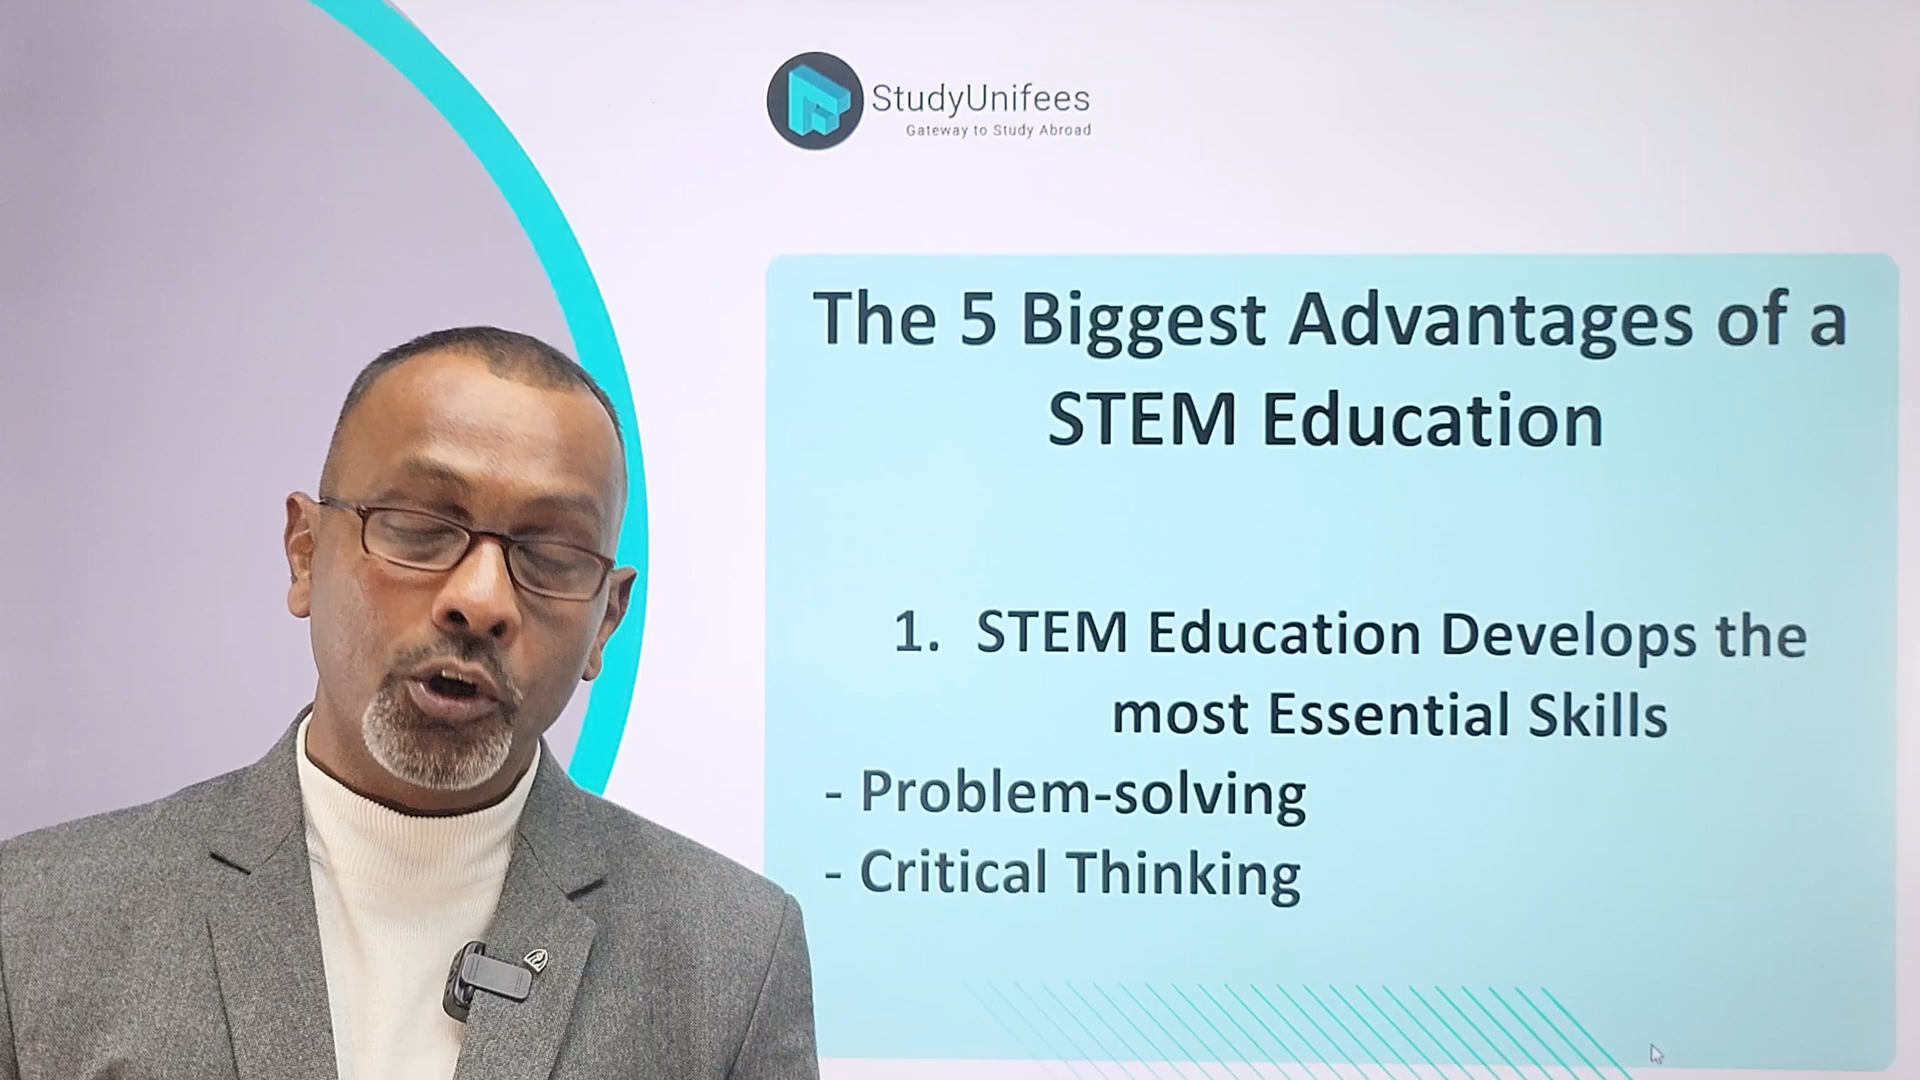 StudyUnifees
Gateway to Study Abroad
The 5 Biggest Advantages of a
STEM Education
1. STEM Education Develops the
most Essential Skills
- Problem-solving
- Critical Thinking